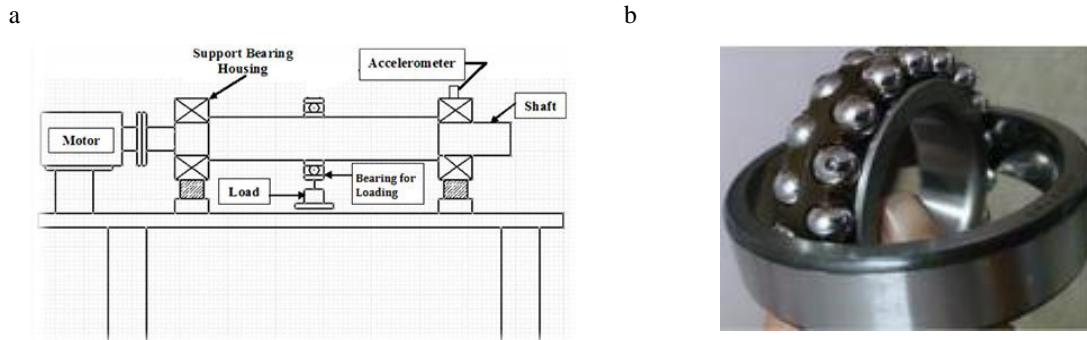 a
b
Support Bearing
Housing
Accelerometer
Shaft
Motor
Load
Bearing for
Loading